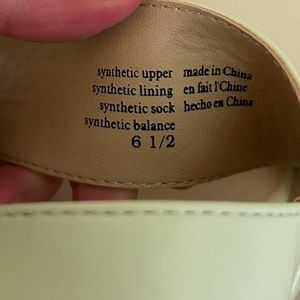 synthetic upper made in China
synthetic lining en fait l'Chine
synthetic sock hecho en China
synthetic balance
6 1/2